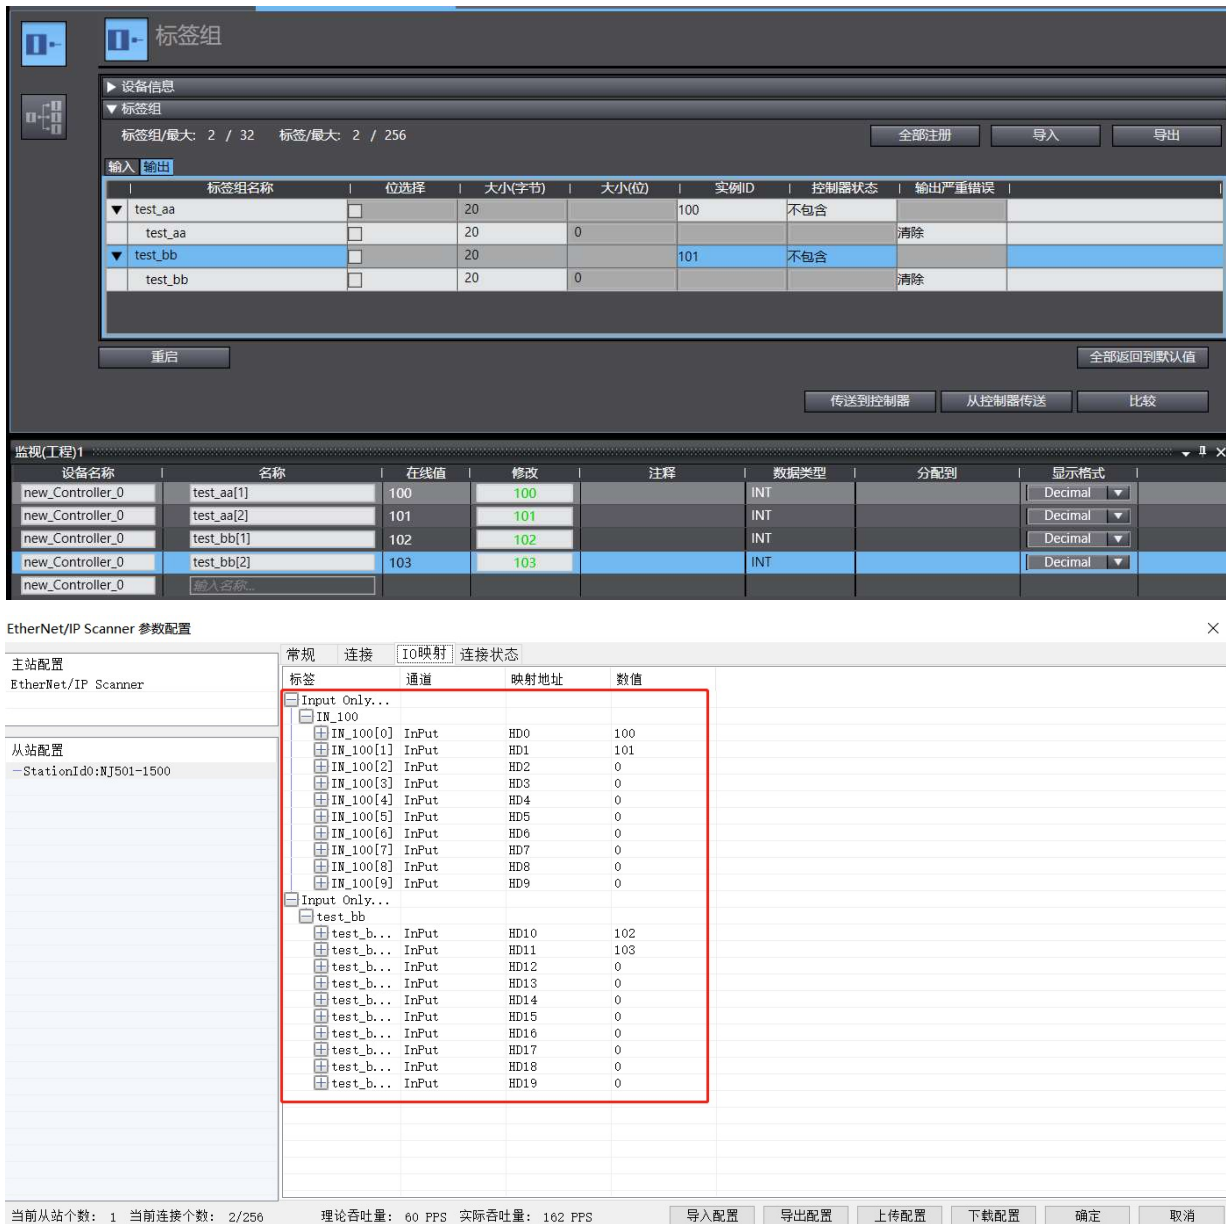 标签组
▶设备信息
▼标签组
标签组/最大: 2 / 32 标签/最大: 2 / 256 全部注册 导入 导出
输入 输出
标签组名称 位选择 大小(字节) 大小(位) 实例ID 控制器状态 输出严重错误
▼ test_aa 20 100 不包含
test_aa 20 0 清除
▼ test_bb 20 101 不包含
test_bb 20 0 清除
重启 全部返回到默认值
传送到控制器 从控制器传送 比较
监视(工程)1
设备名称 名称 在线值 修改 注释 数据类型 分配到 显示格式
new_Controller_0 test_aa[1] 100 100 INT Decimal
new_Controller_0 test_aa[2] 101 101 INT Decimal
new_Controller_0 test_bb[1] 102 102 INT Decimal
new_Controller_0 test_bb[2] 103 103 INT Decimal
new_Controller_0 输入名称...
EtherNet/IP Scanner 参数配置
主站配置
EtherNet/IP Scanner
从站配置
StationId0:NJ501-1500
常规 连接 IO映射 连接状态
标签 通道 映射地址 数值
Input Only...
IN_100
IN_100[0] InPut HD0 100
IN_100[1] InPut HD1 101
IN_100[2] InPut HD2 0
IN_100[3] InPut HD3 0
IN_100[4] InPut HD4 0
IN_100[5] InPut HD5 0
IN_100[6] InPut HD6 0
IN_100[7] InPut HD7 0
IN_100[8] InPut HD8 0
IN_100[9] InPut HD9 0
Input Only...
test_bb
test_b... InPut HD10 102
test_b... InPut HD11 103
test_b... InPut HD12 0
test_b... InPut HD13 0
test_b... InPut HD14 0
test_b... InPut HD15 0
test_b... InPut HD16 0
test_b... InPut HD17 0
test_b... InPut HD18 0
test_b... InPut HD19 0
当前从站个数: 1 当前连接个数: 2/256 理论吞吐量: 60 PPS 实际吞吐量: 162 PPS 导入配置 导出配置 上传配置 下载配置 确定 取消